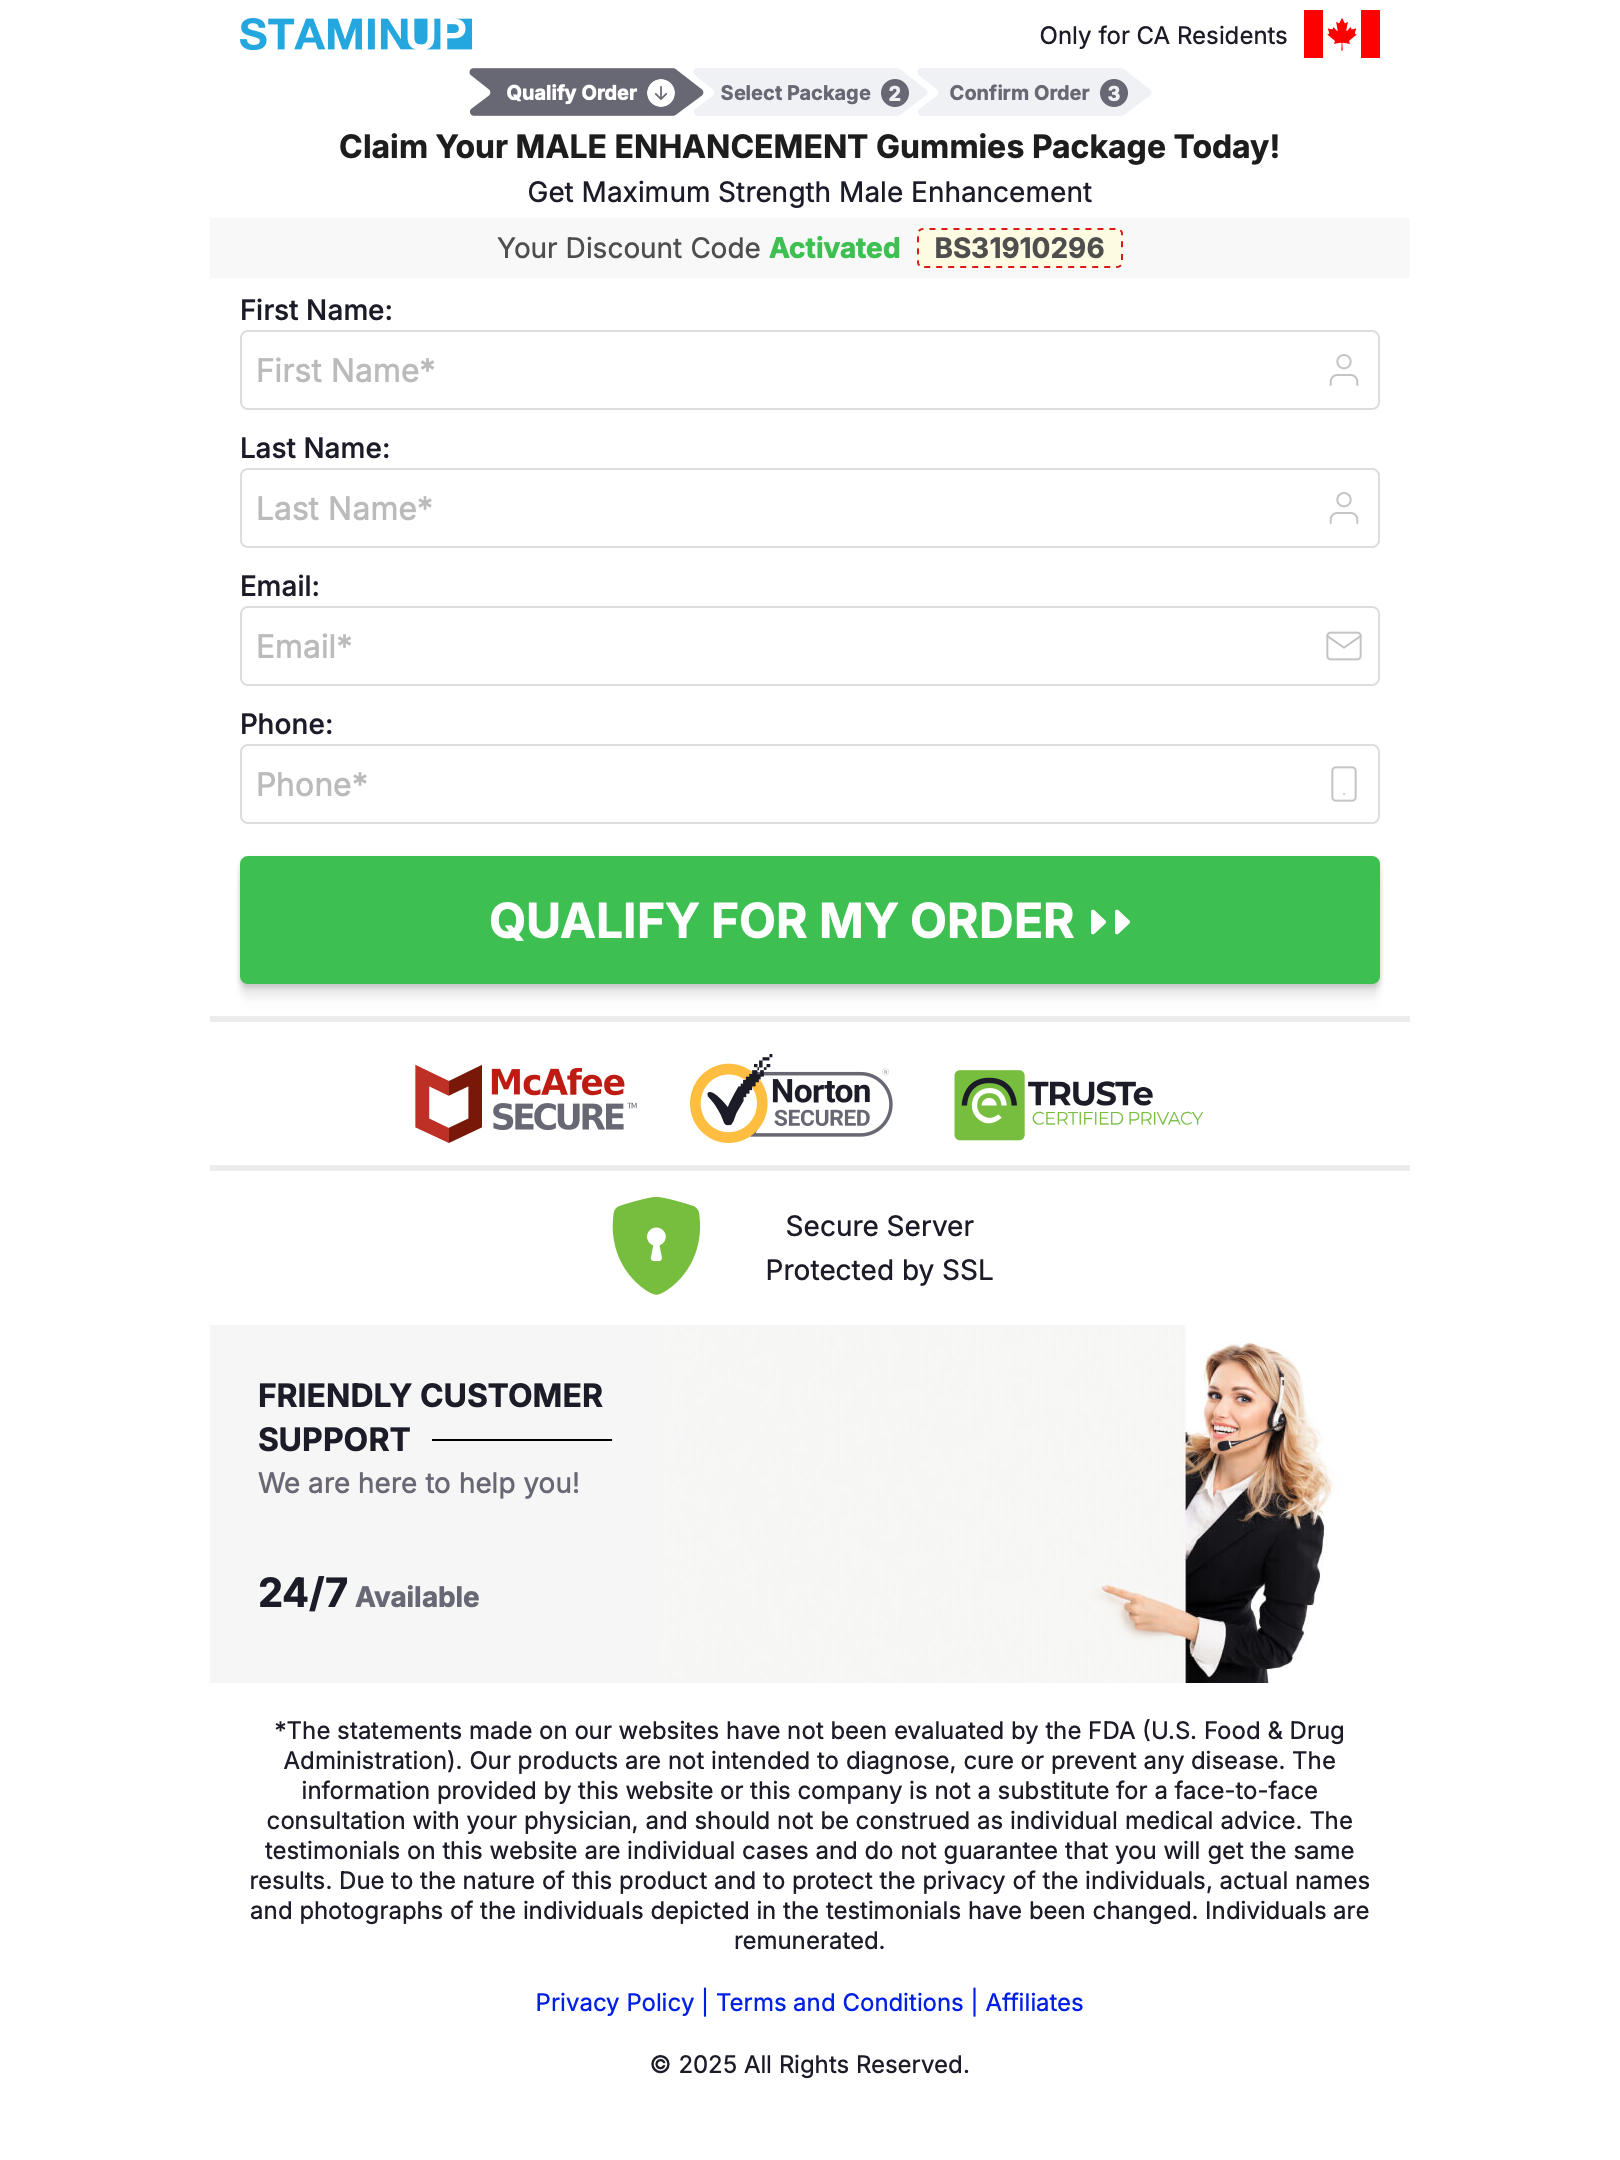 STAMINUP
Only for CA Residents
Qualify Order
Select Package 2
Confirm Order 3
Claim Your MALE ENHANCEMENT Gummies Package Today!
Get Maximum Strength Male Enhancement
Your Discount Code Activated BS31910296
First Name:
First Name*
Last Name:
Last Name*
Email:
Email*
Phone:
Phone*
QUALIFY FOR MY ORDER
McAfee
SECURE™
Norton
SECURED
TRUSTe
CERTIFIED PRIVACY
Secure Server
Protected by SSL
FRIENDLY CUSTOMER
SUPPORT
We are here to help you!
24/7 Available
*The statements made on our websites have not been evaluated by the FDA (U.S. Food & Drug
Administration). Our products are not intended to diagnose, cure or prevent any disease. The
information provided by this website or this company is not a substitute for a face-to-face
consultation with your physician, and should not be construed as individual medical advice. The
testimonials on this website are individual cases and do not guarantee that you will get the same
results. Due to the nature of this product and to protect the privacy of the individuals, actual names
and photographs of the individuals depicted in the testimonials have been changed. Individuals are
remunerated.
Privacy Policy | Terms and Conditions | Affiliates
© 2025 All Rights Reserved.